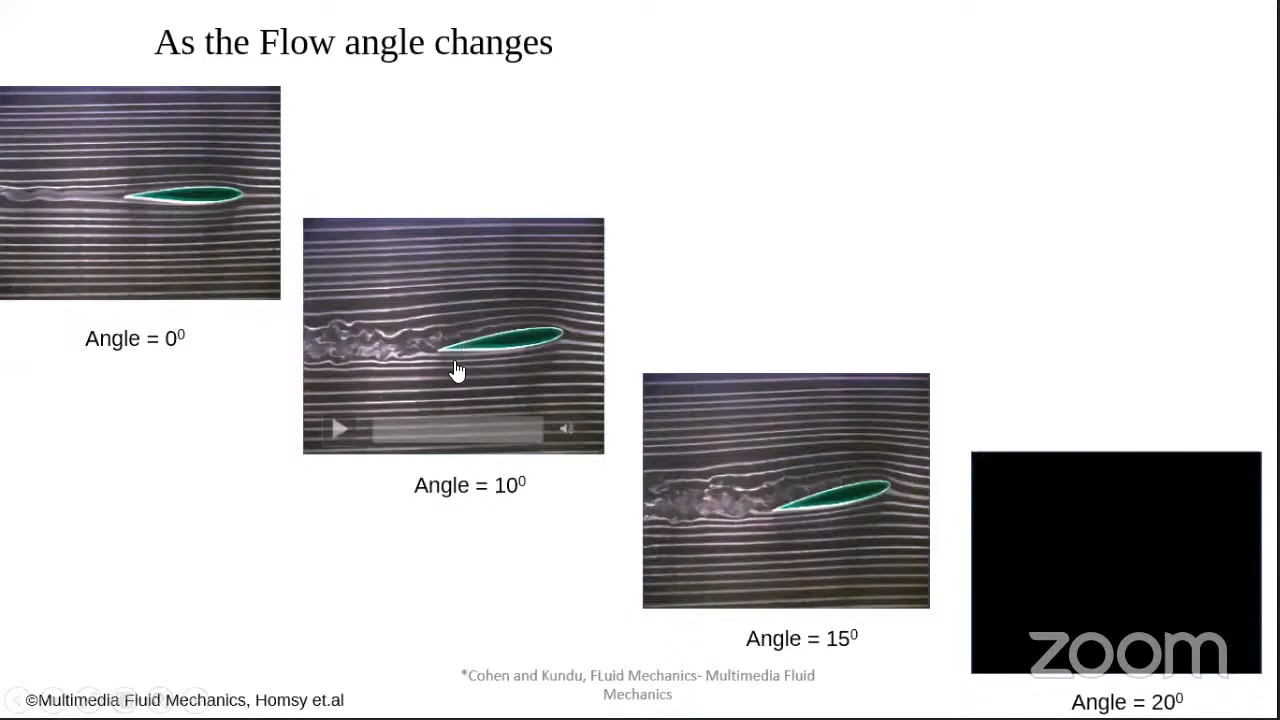 As the Flow angle changes
Angle = 0⁰
Angle = 10⁰
Angle = 15⁰
zoom
*Cohen and Kundu, FLuid Mechanics- Multimedia Fluid
Mechanics
©Multimedia Fluid Mechanics, Homsy et.al
Angle = 20⁰